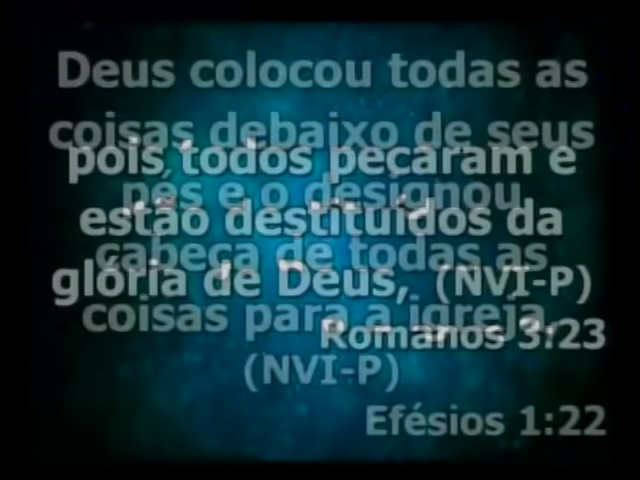 Deus colocou todas as
coisas debaixo de seus
pés e o designou
cabeça de todas as
coisas para a igreja,
(NVI-P)
Efésios 1:22
pois todos pecaram e
estão destituídos da
glória de Deus, (NVI-P)
Romanos 3:23